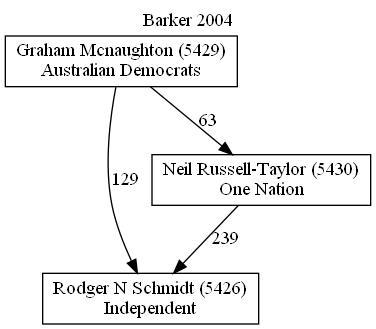 Barker 2004
Graham Mcnaughton (5429)
Australian Democrats
63
Neil Russell-Taylor (5430)
One Nation
129
239
Rodger N Schmidt (5426)
Independent